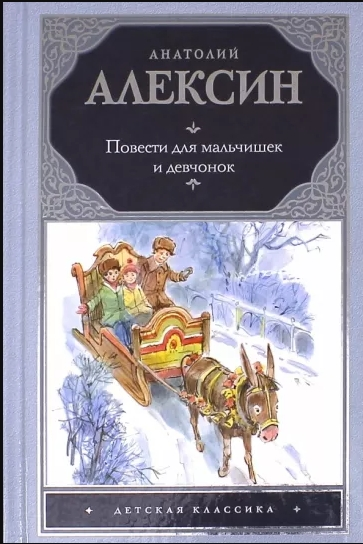 АНАТОЛИЙ
АЛЕКСИН
Повести для мальчишек
и девчонок
ДЕТСКАЯ КЛАССИКА